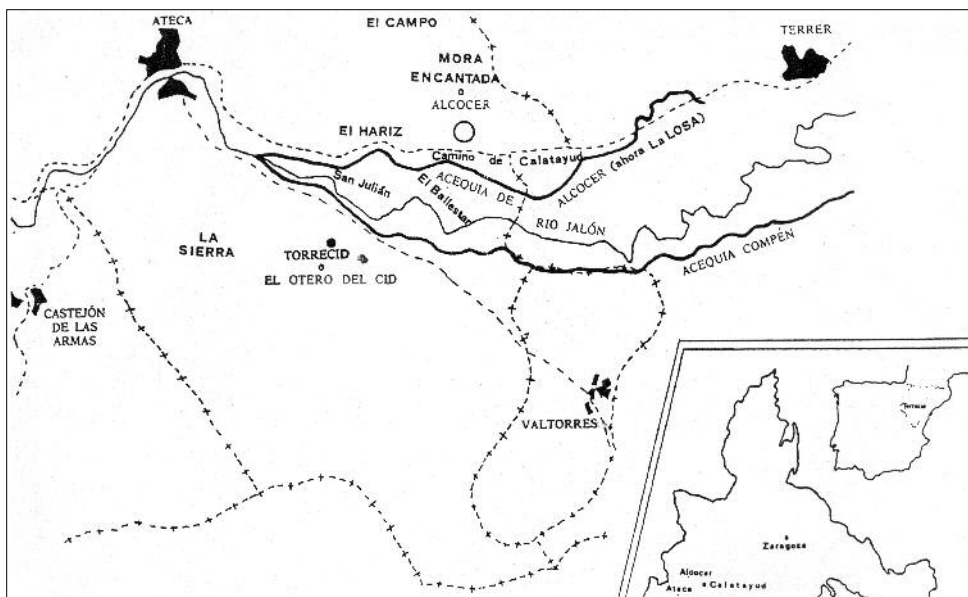 ATECA
El CAMPO
TERRER
MORA
ENCANTADA
ALCOCER
El HARIZ
Camino de Calatayud
ACEQUIA DE ALCOCER (ahora La LOSA)
San Julián
El Ballestar
RIO JALÓN
ACEQUIA COMPÉN
LA
SIERRA
TORRECID
EL OTERO DEL CID
CASTEJÓN
DE LAS
ARMAS
VALTORRES
Zaragoza
Alcocer
Ateca
Calatayud